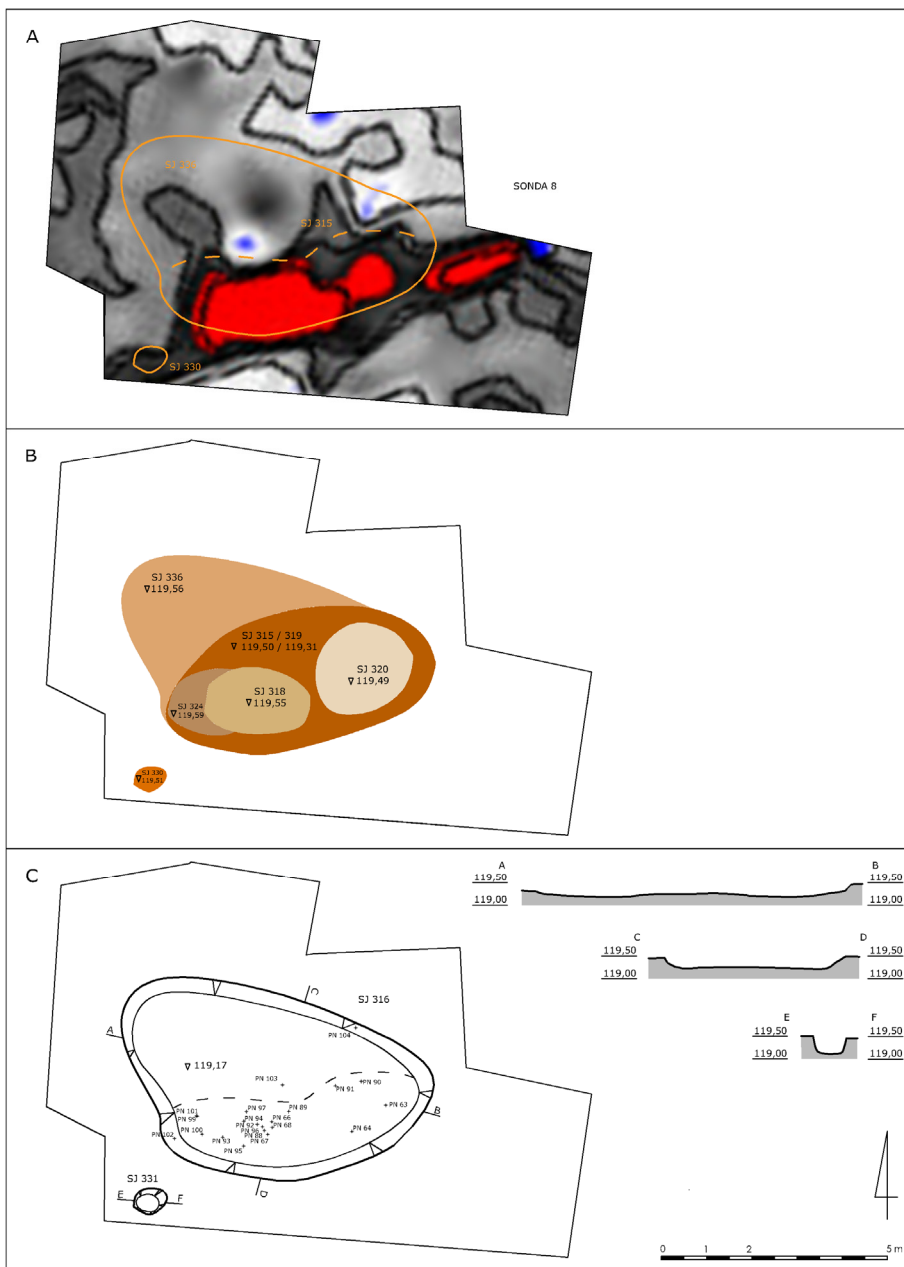 A
SJ 315
SONDA 8
SJ 330
B
SJ 336
119,56
SJ 315 / 319
119,50 / 119,31
SJ 320
119,49
SJ 318
119,55
SJ 324
119,59
SJ 330
119,51
C
A B
119,50 119,50
119,00 119,00
C D
119,50 119,50
119,00 119,00
E F
119,50 119,50
119,00 119,00
C
SJ 316
PN 104
A
119,17
PN 103
PN 90
PN 91
PN 63
B
PN 101
PN 99
PN 97
PN 89
PN 94
PN 66
PN 92
PN 68
PN 96
PN 64
PN 102
PN 100
PN 93
PN 88
PN 67
PN 95
D
SJ 331
E F
0 1 2 5 m